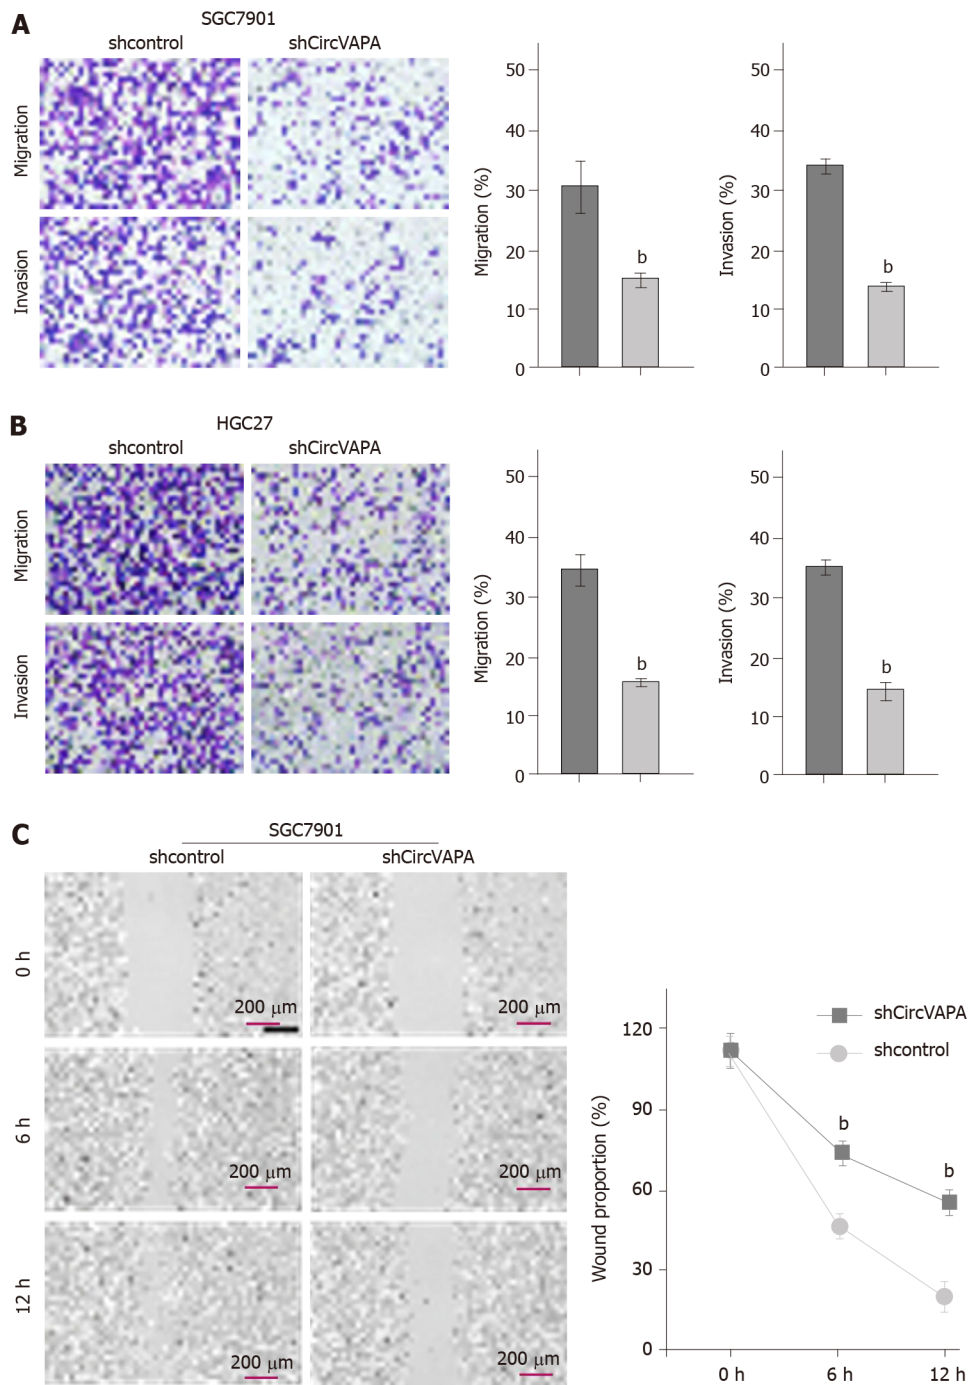 A
SGC7901
shcontrol
shCircVAPA
Migration
Invasion
Migration (%)
50
40
30
20
10
0
b
Invasion (%)
50
40
30
20
10
0
b
B
HGC27
shcontrol
shCircVAPA
Migration
Invasion
Migration (%)
50
40
30
20
10
0
b
Invasion (%)
50
40
30
20
10
0
b
C
SGC7901
shcontrol
shCircVAPA
0 h
200 μm
200 μm
6 h
200 μm
200 μm
12 h
200 μm
200 μm
Wound proportion (%)
120
90
60
30
0
shCircVAPA
shcontrol
b
b
0 h
6 h
12 h